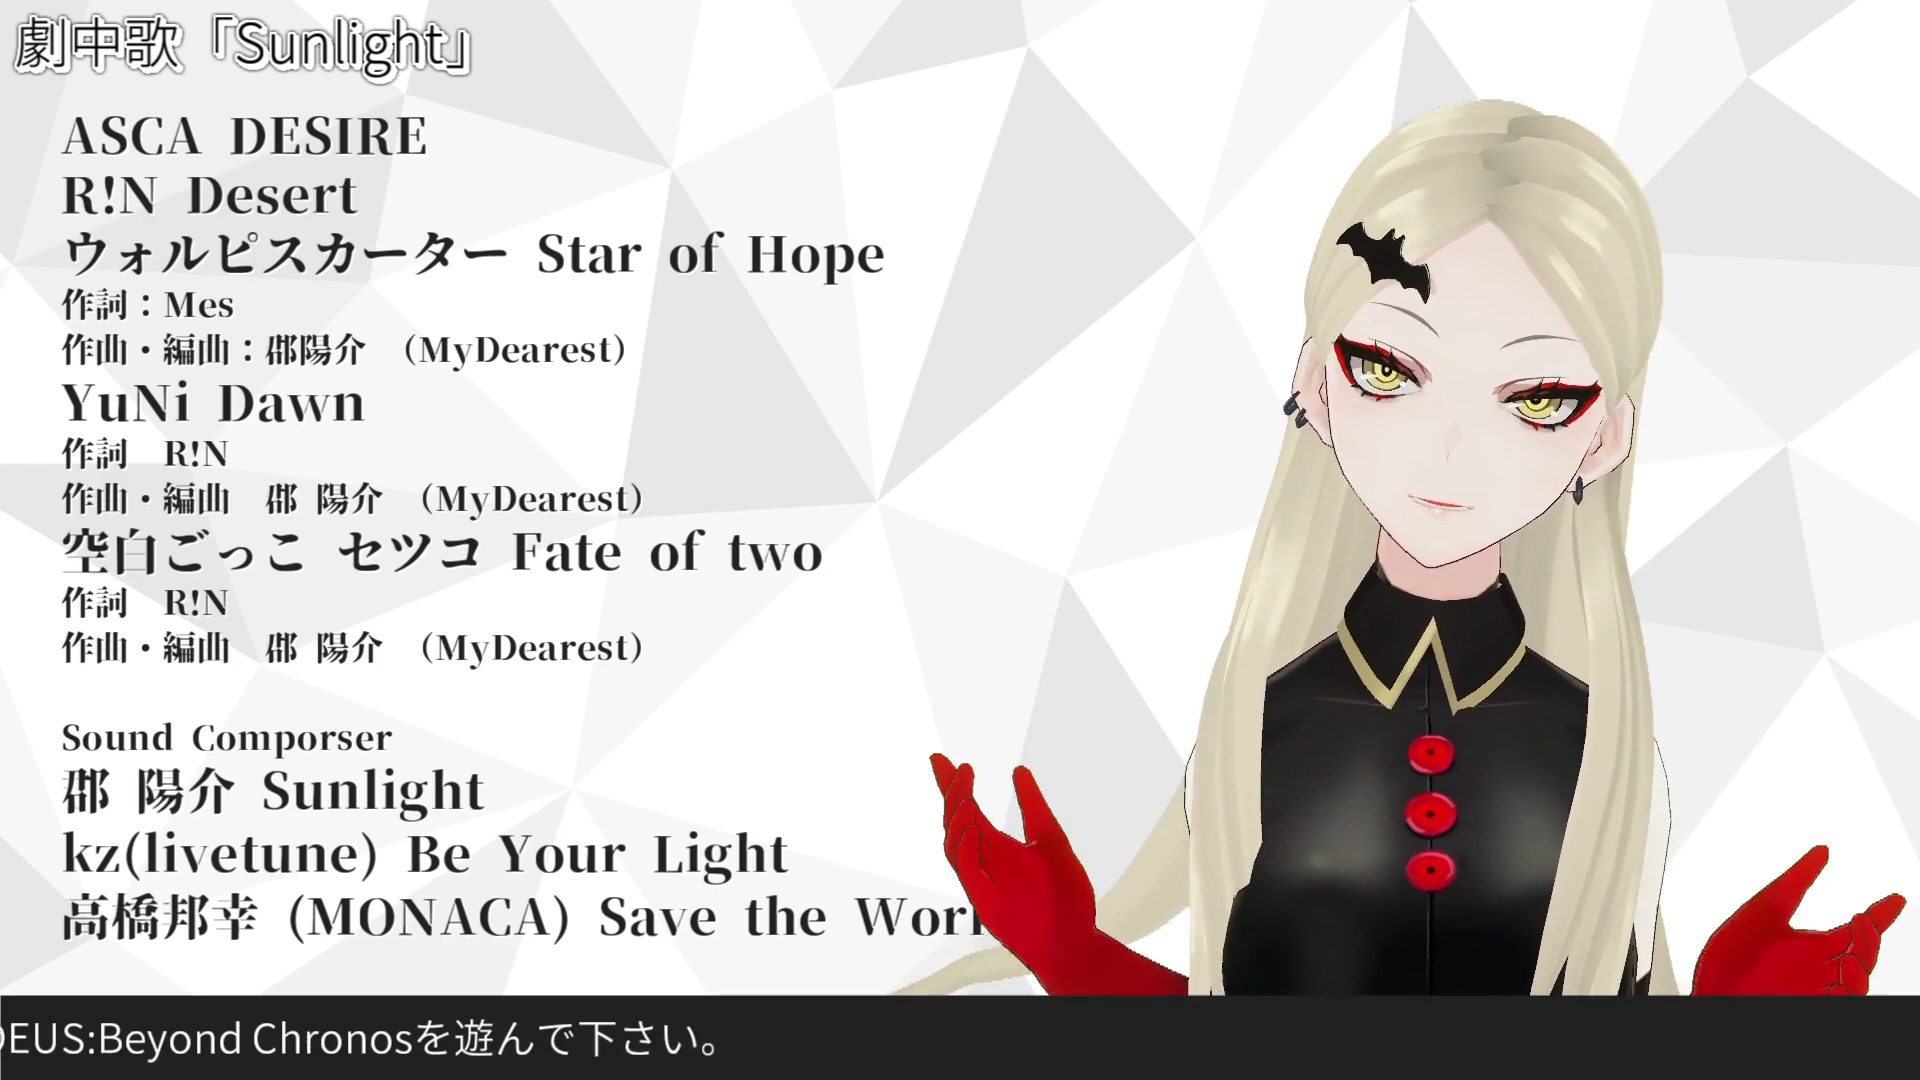 劇中歌「Sunlight」
ASCA DESIRE
R!N Desert
ウォルピスカーター Star of Hope
作詞：Mes
作曲・編曲：郡陽介 （MyDearest）
YuNi Dawn
作詞 R!N
作曲・編曲 郡 陽介 （MyDearest）
空白ごっこ セツコ Fate of two
作詞 R!N
作曲・編曲 郡 陽介 （MyDearest）
Sound Comporser
郡 陽介 Sunlight
kz(livetune) Be Your Light
高橋邦幸 (MONACA) Save the
DEUS:Beyond Chronosを遊んで下さい。